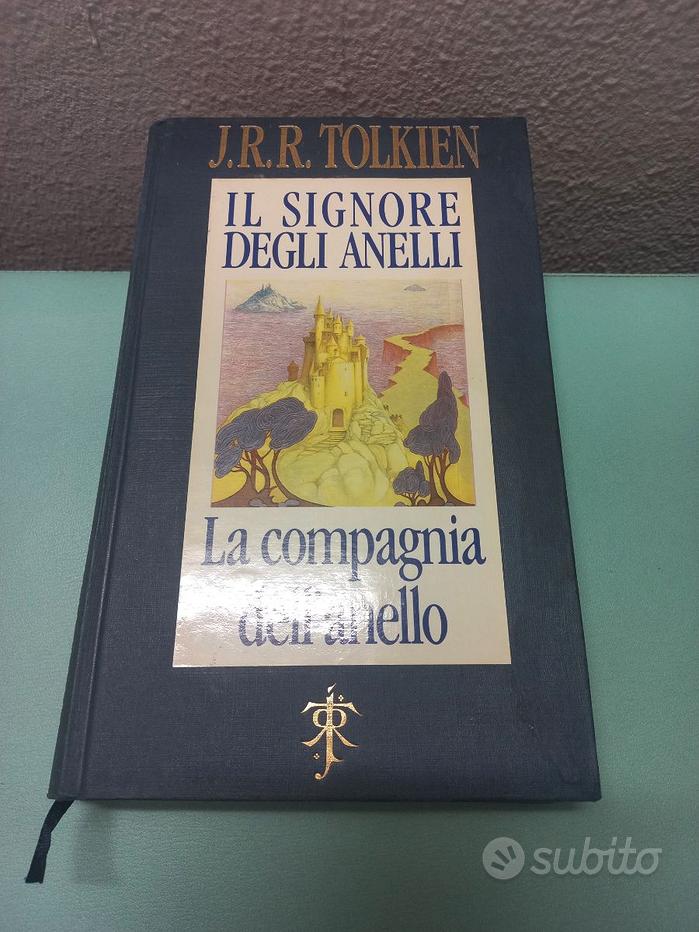 J.R.R. TOLKIEN
IL SIGNORE
DEGLI ANELLI
La compagnia
dell'anello
subito